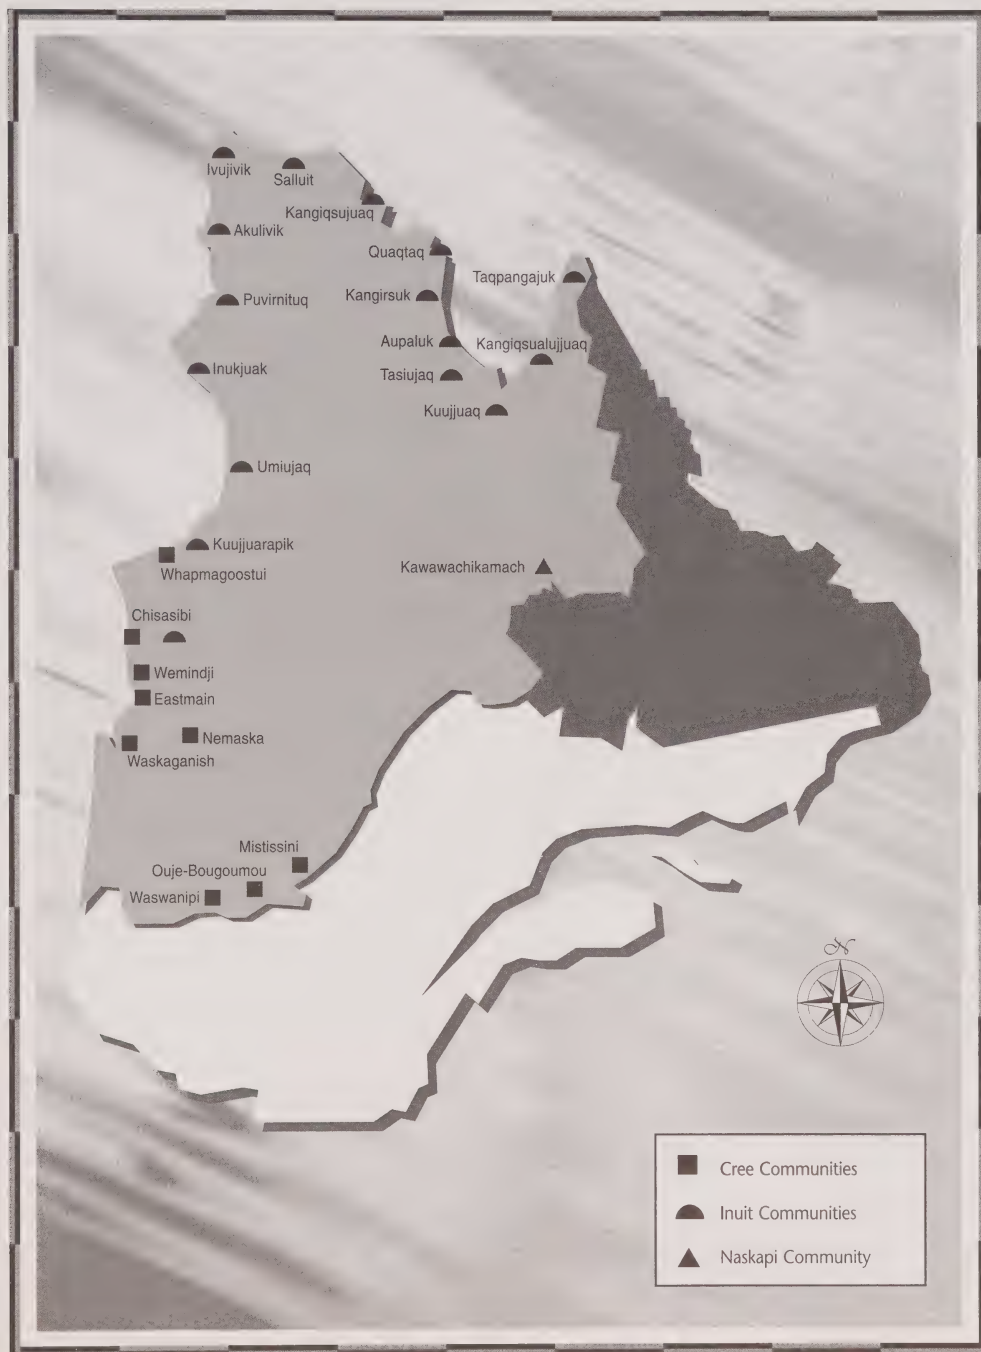 Ivujivik
Salluit
Kangiqsujuaq
Akulivik
Quaqtaq
Taqpangajuk
Kangirsuk
Puvirnituq
Aupaluk
Kangiqsualujjuaq
Inukjuak
Tasiujaq
Kuujjuaq
Umiujaq
Kuujjuarapik
Whapmagoostui
Kawawachikamach
Chisasibi
Wemindji
Eastmain
Nemaska
Waskaganish
Mistissini
Ouje-Bougoumou
Waswanipi
N
Cree Communities
Inuit Communities
Naskapi Community